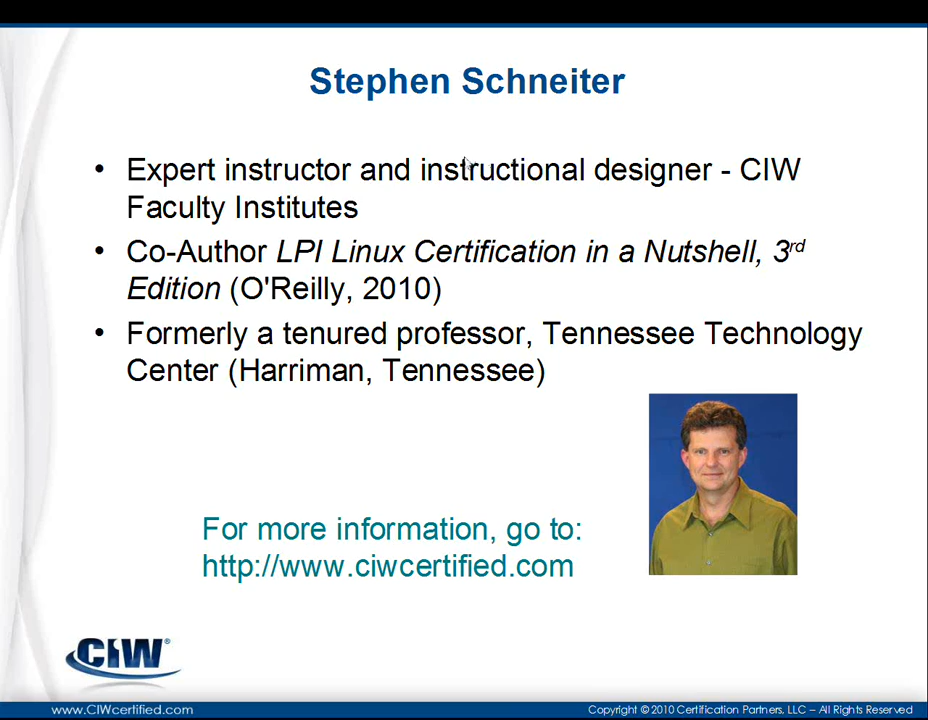 Stephen Schneiter
• Expert instructor and instructional designer - CIW
Faculty Institutes
• Co-Author LPI Linux Certification in a Nutshell, 3rd
Edition (O'Reilly, 2010)
• Formerly a tenured professor, Tennessee Technology
Center (Harriman, Tennessee)
For more information, go to:
http://www.ciwcertified.com
CIW®
www.CIWcertified.com
Copyright © 2010 Certification Partners, LLC – All Rights Reserved